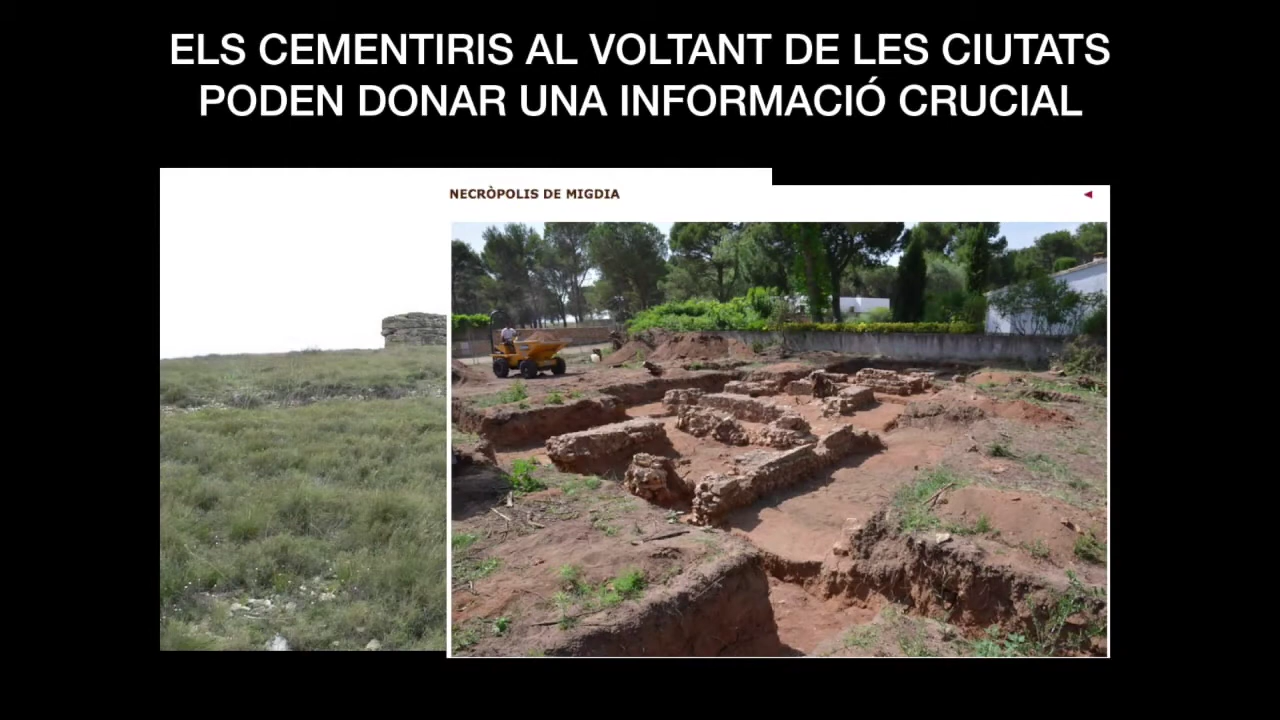 ELS CEMENTIRIS AL VOLTANT DE LES CIUTATS
PODEN DONAR UNA INFORMACIÓ CRUCIAL
NECRÒPOLIS DE MIGDIA